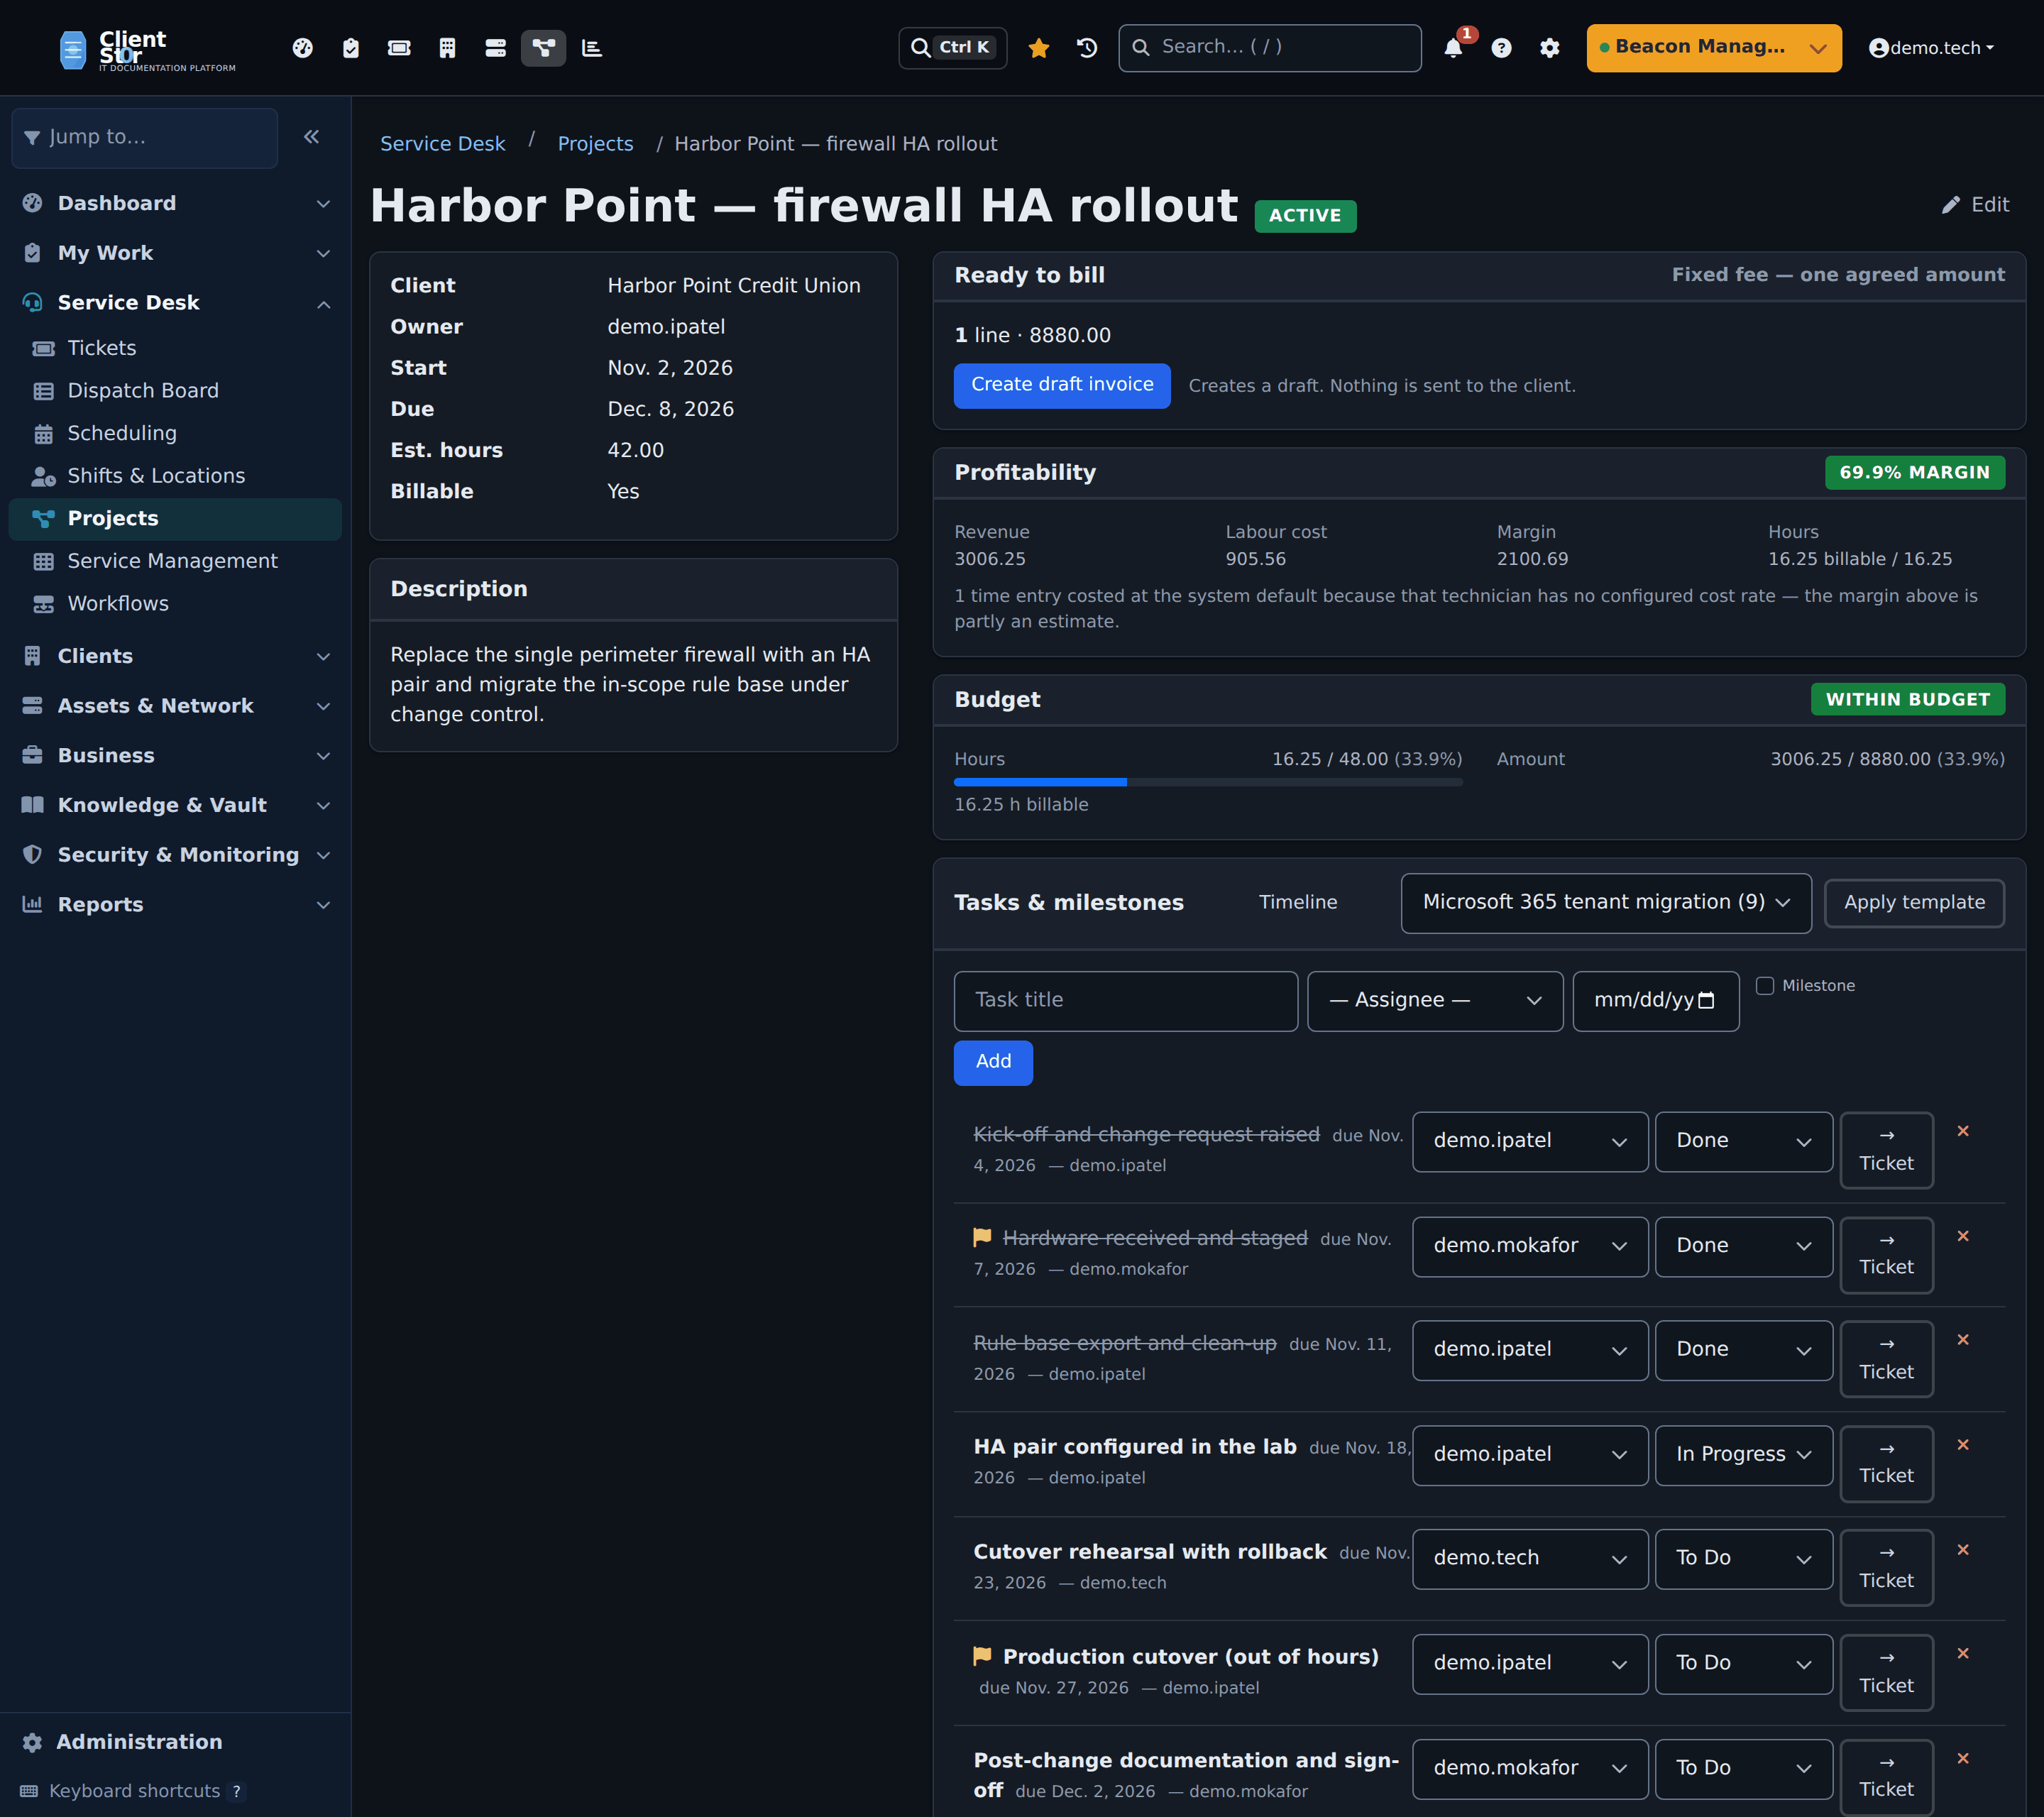 Client
St0r
IT DOCUMENTATION PLATFORM
Ctrl K
Search... ( / )
1
Beacon Manag...
demo.tech
Jump to...
Dashboard
My Work
Service Desk
Tickets
Dispatch Board
Scheduling
Shifts & Locations
Projects
Service Management
Workflows
Clients
Assets & Network
Business
Knowledge & Vault
Security & Monitoring
Reports
Administration
Keyboard shortcuts ?
Service Desk / Projects / Harbor Point — firewall HA rollout
Harbor Point — firewall HA rollout ACTIVE
Edit
Client Harbor Point Credit Union
Owner demo.ipatel
Start Nov. 2, 2026
Due Dec. 8, 2026
Est. hours 42.00
Billable Yes
Description
Replace the single perimeter firewall with an HA
pair and migrate the in-scope rule base under
change control.
Ready to bill Fixed fee — one agreed amount
1 line · 8880.00
Create draft invoice Creates a draft. Nothing is sent to the client.
Profitability 69.9% MARGIN
Revenue Labour cost Margin Hours
3006.25 905.56 2100.69 16.25 billable / 16.25
1 time entry costed at the system default because that technician has no configured cost rate — the margin above is
partly an estimate.
Budget WITHIN BUDGET
Hours 16.25 / 48.00 (33.9%) Amount 3006.25 / 8880.00 (33.9%)
16.25 h billable
Tasks & milestones Timeline Microsoft 365 tenant migration (9) Apply template
Task title — Assignee — mm/dd/yy Milestone
Add
Kick-off and change request raised due Nov.
4, 2026 — demo.ipatel
demo.ipatel Done → Ticket ×
Hardware received and staged due Nov.
7, 2026 — demo.mokafor
demo.mokafor Done → Ticket ×
Rule base export and clean-up due Nov. 11,
2026 — demo.ipatel
demo.ipatel Done → Ticket ×
HA pair configured in the lab due Nov. 18,
2026 — demo.ipatel
demo.ipatel In Progress → Ticket ×
Cutover rehearsal with rollback due Nov.
23, 2026 — demo.tech
demo.tech To Do → Ticket ×
Production cutover (out of hours)
due Nov. 27, 2026 — demo.ipatel
demo.ipatel To Do → Ticket ×
Post-change documentation and sign-
off due Dec. 2, 2026 — demo.mokafor
demo.mokafor To Do → Ticket ×